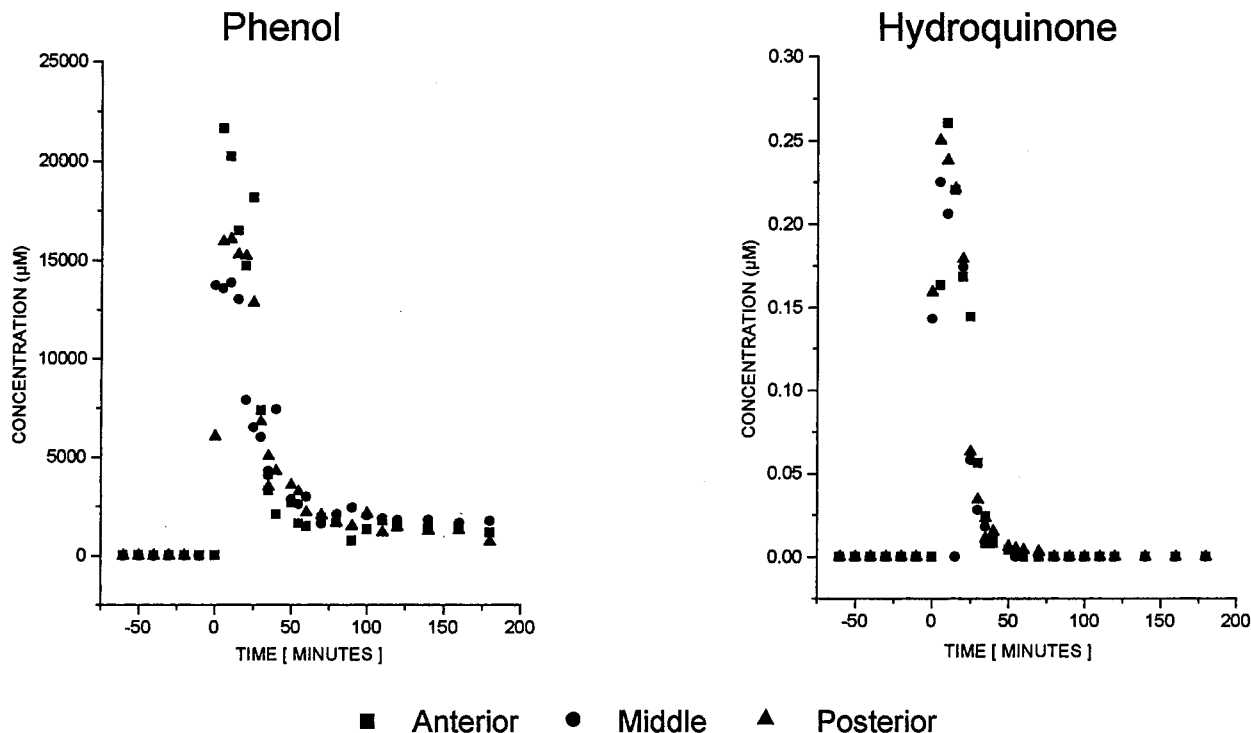 Phenol
25000
20000
15000
10000
5000
0
CONCENTRATION (µM)
-50 0 50 100 150 200
TIME [ MINUTES ]
Hydroquinone
0.30
0.25
0.20
0.15
0.10
0.05
0.00
CONCENTRATION (µM)
-50 0 50 100 150 200
TIME [ MINUTES ]
Anterior Middle Posterior